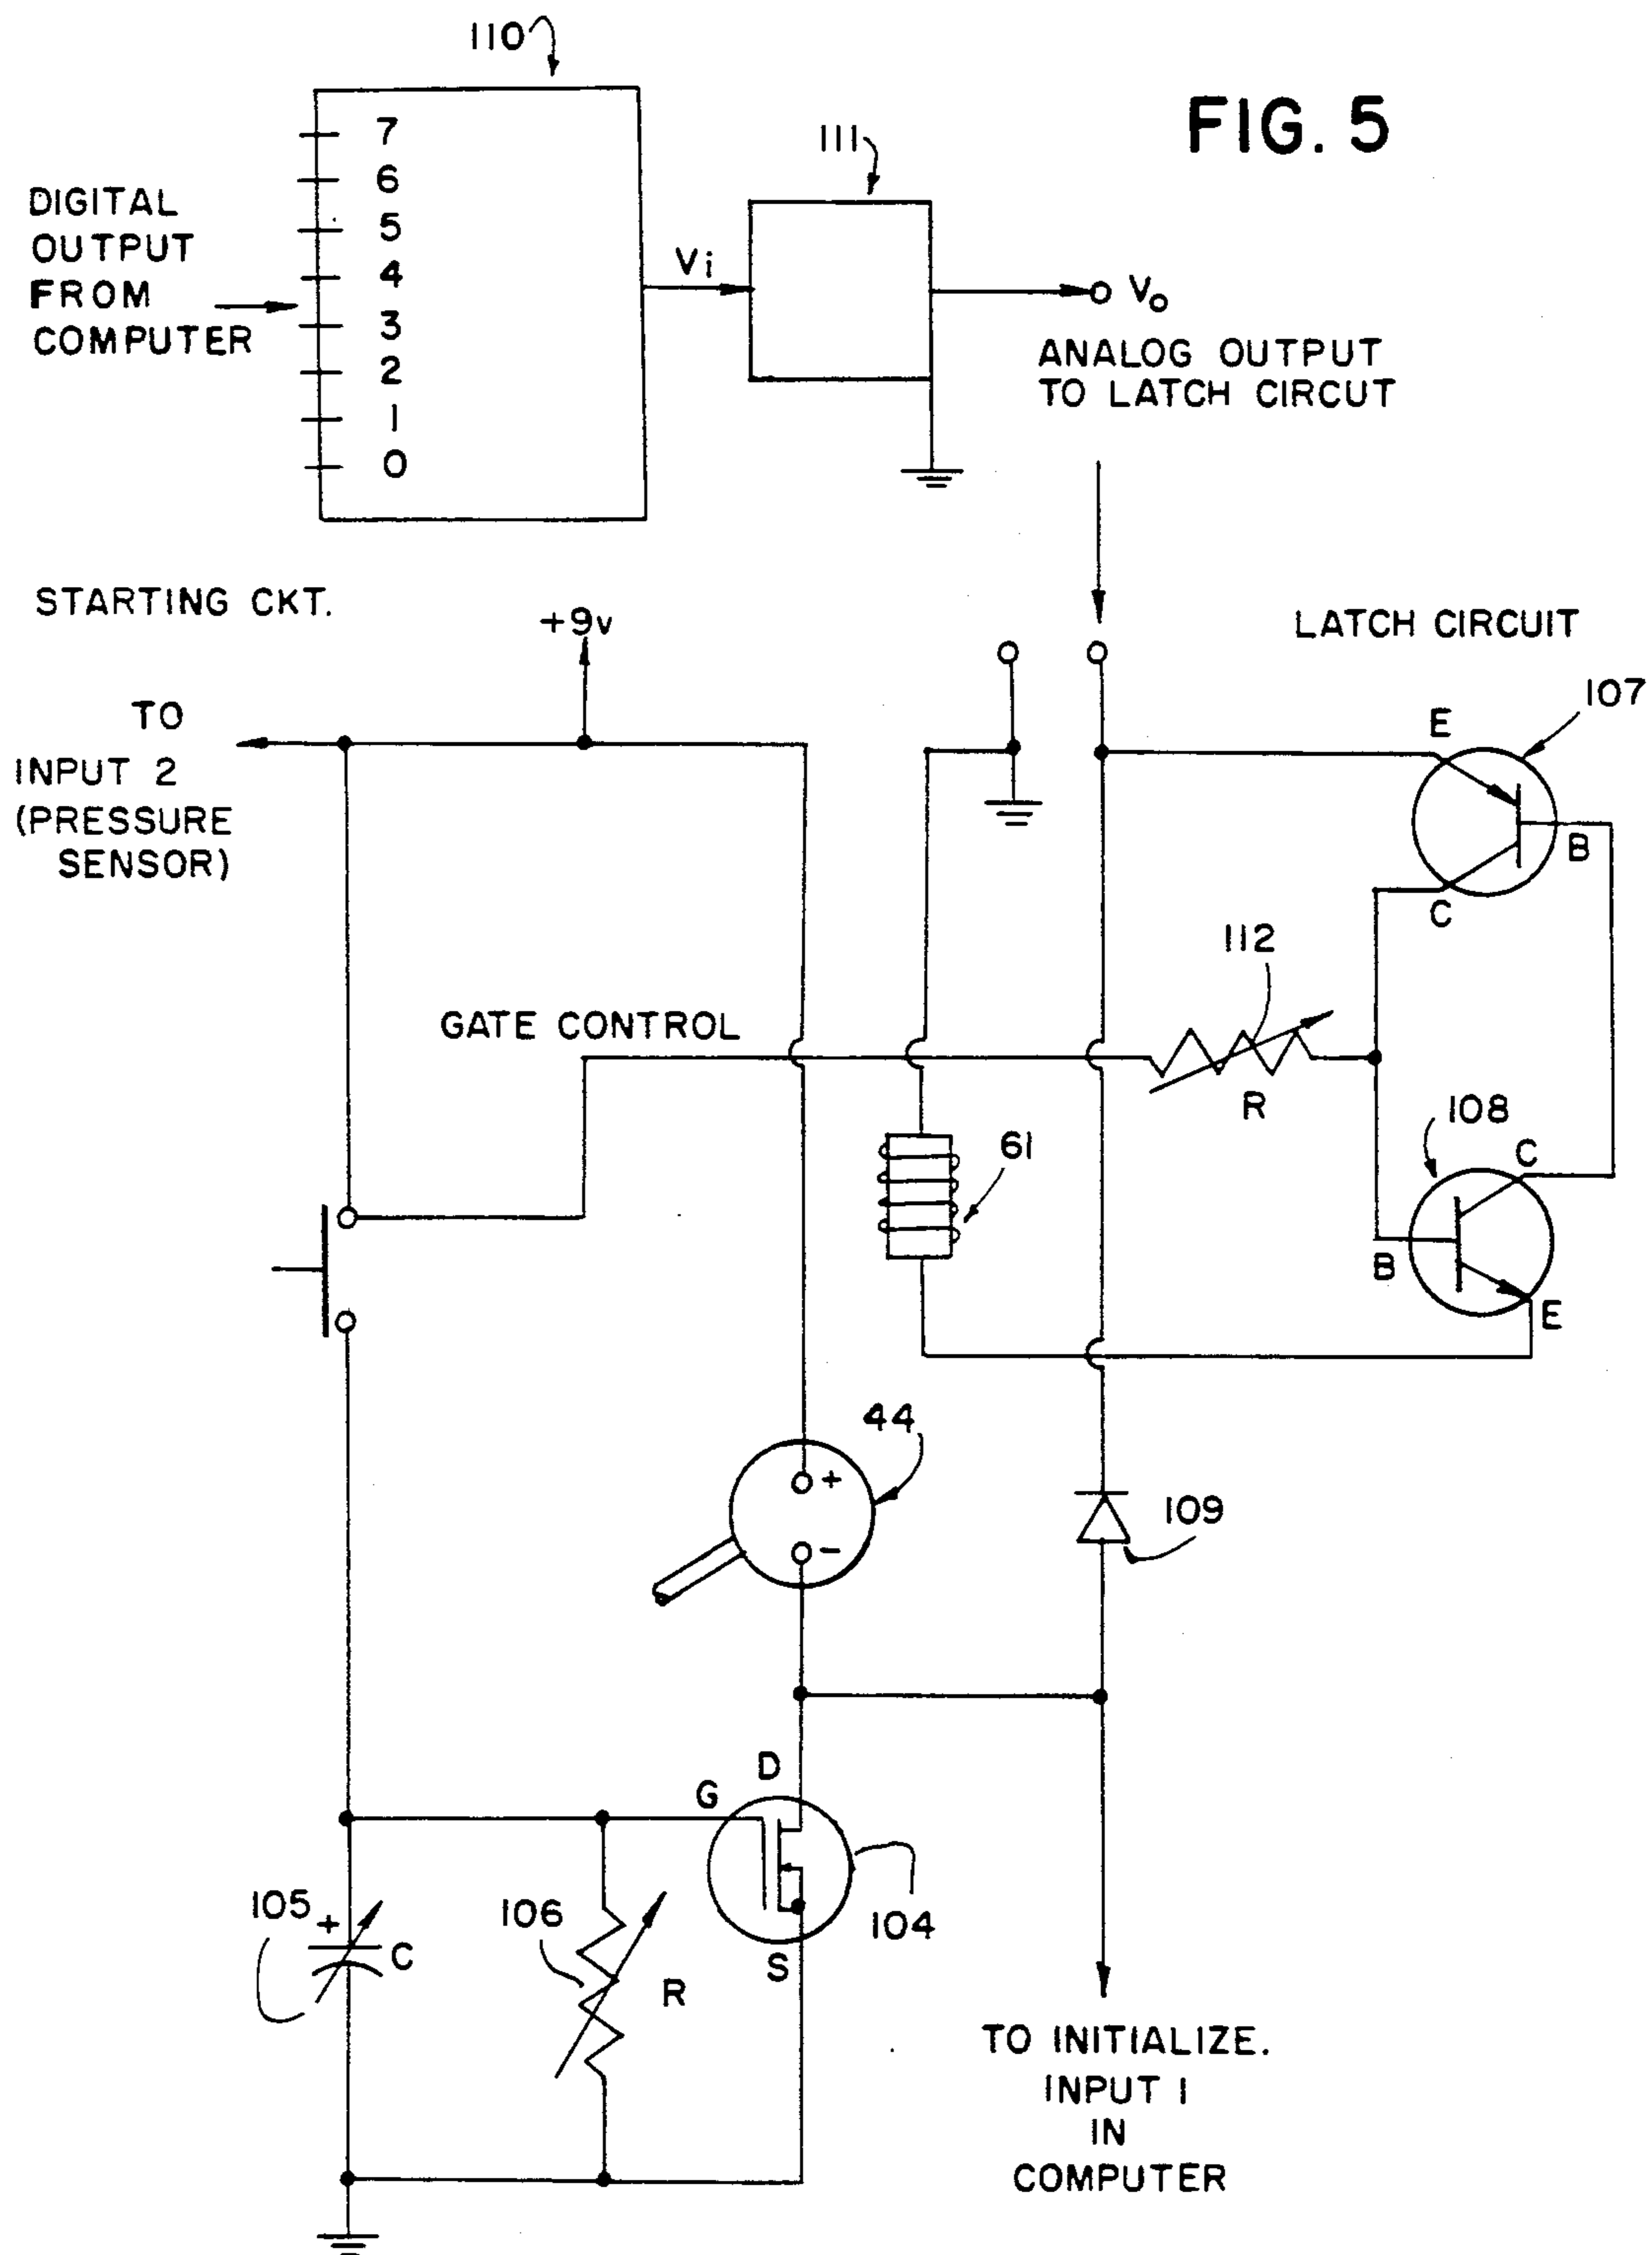 110
FIG. 5
7
6
5
4
3
2
1
0
DIGITAL
OUTPUT
FROM
COMPUTER
111
Vi
Vo
ANALOG OUTPUT
TO LATCH CIRCUT
STARTING CKT.
+9v
LATCH CIRCUIT
TO
INPUT 2
(PRESSURE
SENSOR)
107
E
B
C
112
GATE CONTROL
R
108
C
B
E
61
44
+
-
109
D
G
S
104
105
+
C
106
R
TO INITIALIZE.
INPUT 1
IN
COMPUTER